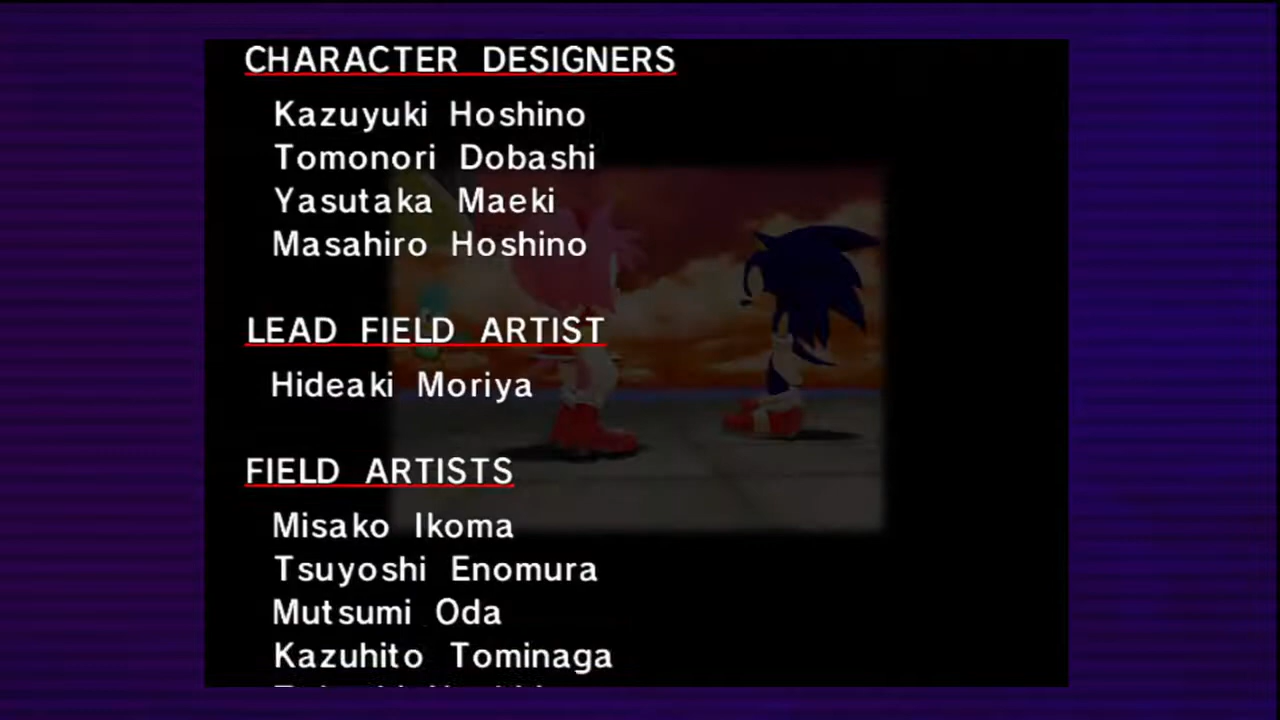 CHARACTER DESIGNERS
Kazuyuki Hoshino
Tomonori Dobashi
Yasutaka Maeki
Masahiro Hoshino
LEAD FIELD ARTIST
Hideaki Moriya
FIELD ARTISTS
Misako Ikoma
Tsuyoshi Enomura
Mutsumi Oda
Kazuhito Tominaga